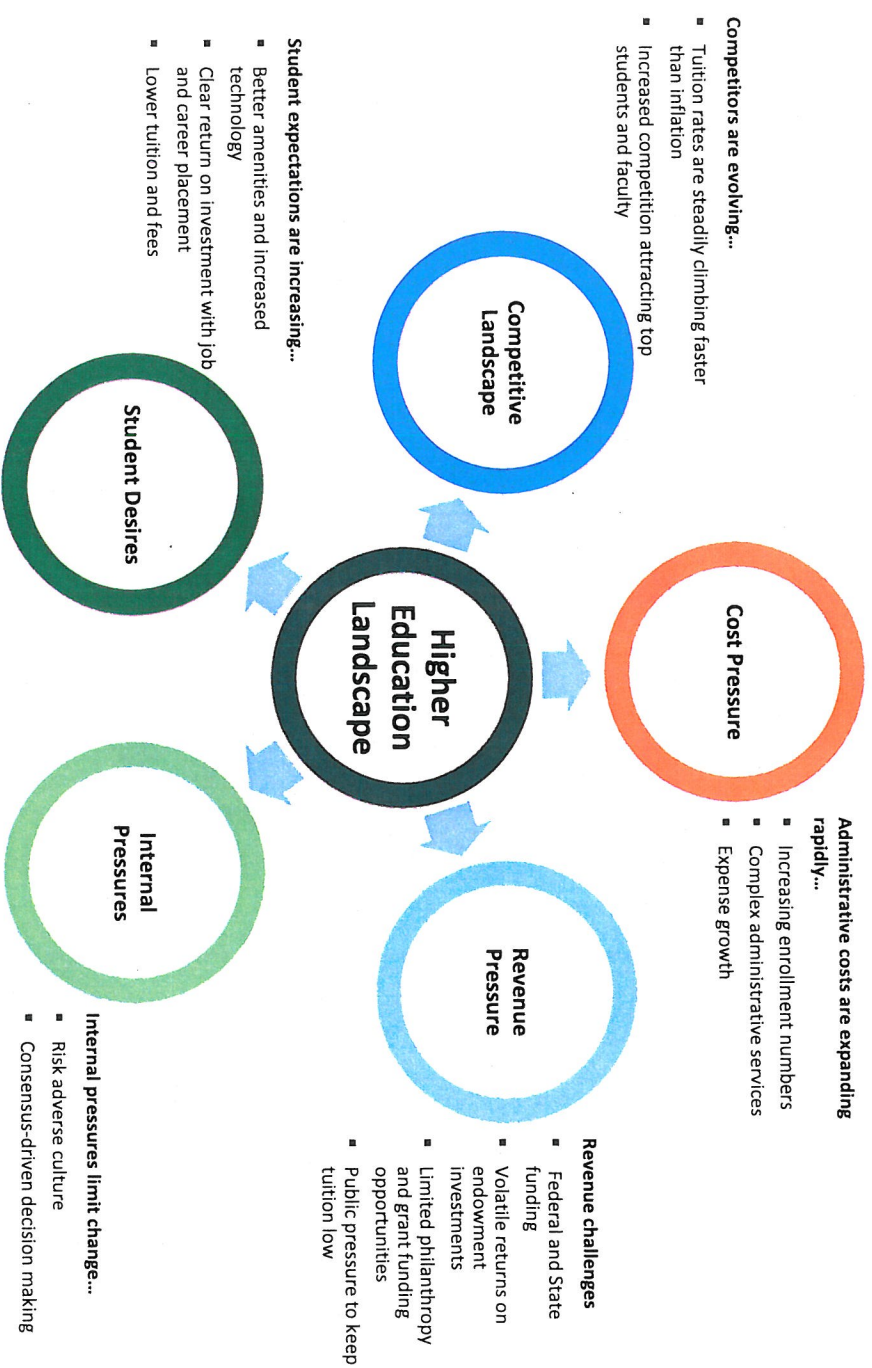 Administrative costs are expanding
rapidly...
▪ Increasing enrollment numbers
▪ Complex administrative services
▪ Expense growth
Cost Pressure
Competitors are evolving...
▪ Tuition rates are steadily climbing faster
than inflation
▪ Increased competition attracting top
students and faculty
Competitive
Landscape
Higher
Education
Landscape
Revenue
Pressure
Revenue challenges
▪ Federal and State
funding
▪ Volatile returns on
endowment
investments
▪ Limited philanthropy
and grant funding
opportunities
▪ Public pressure to keep
tuition low
Student expectations are increasing...
▪ Better amenities and increased
technology
▪ Clear return on investment with job
and career placement
▪ Lower tuition and fees
Student Desires
Internal
Pressures
Internal pressures limit change...
▪ Risk adverse culture
▪ Consensus-driven decision making